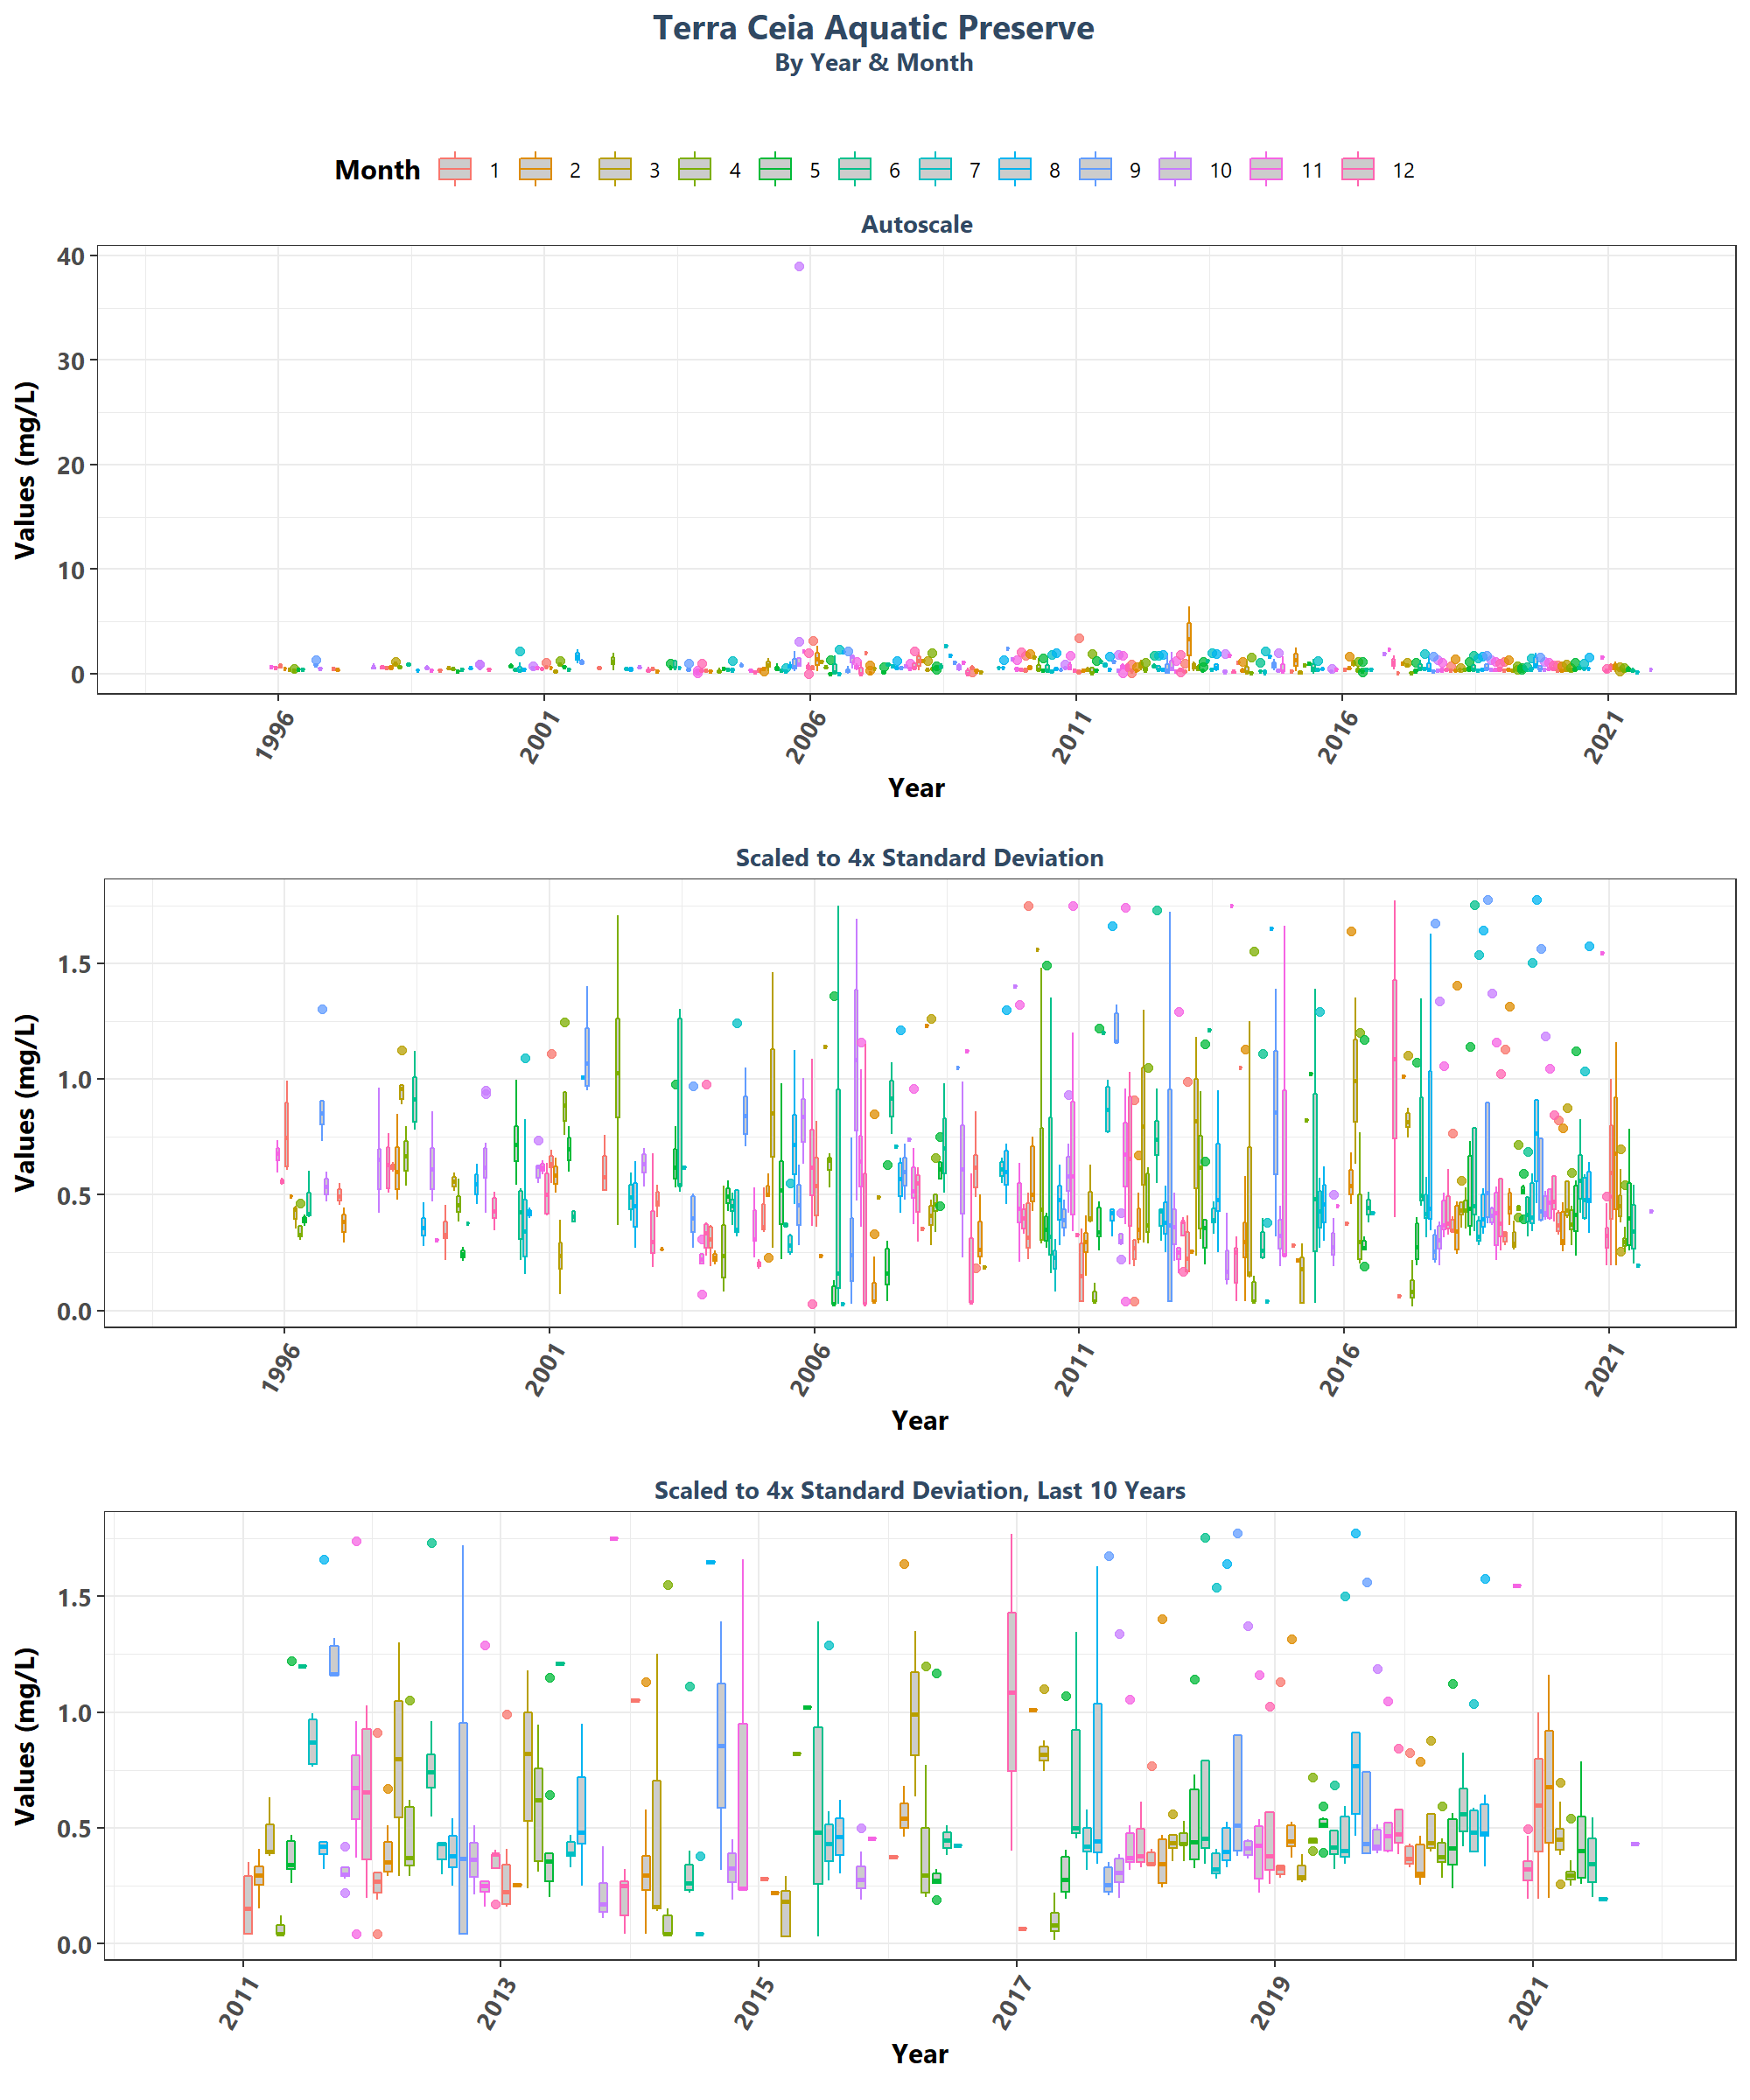 Terra Ceia Aquatic Preserve
By Year & Month
Month 1 2 3 4 5 6 7 8 9 10 11 12
Autoscale
Values (mg/L)
40
30
20
10
0
1996 2001 2006 2011 2016 2021
Year
Scaled to 4x Standard Deviation
Values (mg/L)
1.5
1.0
0.5
0.0
1996 2001 2006 2011 2016 2021
Year
Scaled to 4x Standard Deviation, Last 10 Years
Values (mg/L)
1.5
1.0
0.5
0.0
2011 2013 2015 2017 2019 2021
Year